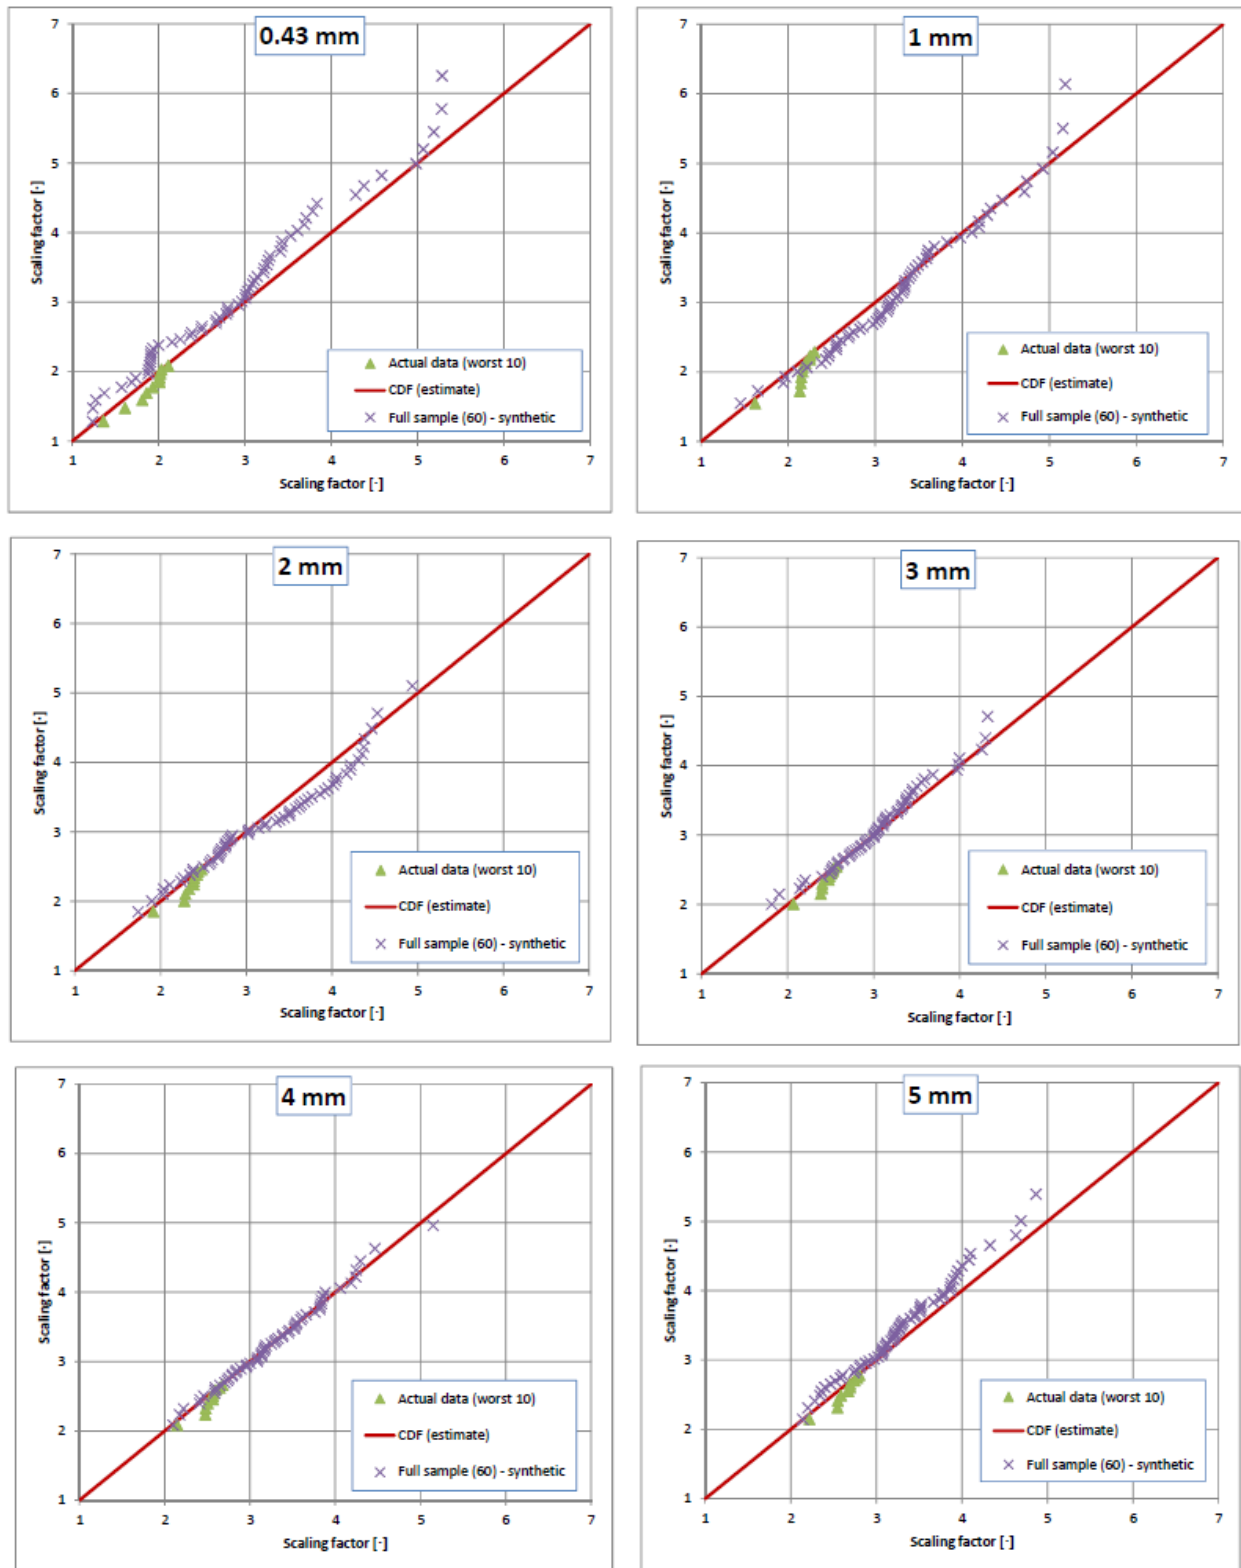 0.43 mm
7
6
5
4
3
2
1
Scaling factor [-]
Actual data (worst 10)
CDF (estimate)
Full sample (60) - synthetic
1 2 3 4 5 6 7
Scaling factor [-]
1 mm
7
6
5
4
3
2
1
Scaling factor [-]
Actual data (worst 10)
CDF (estimate)
Full sample (60) - synthetic
1 2 3 4 5 6 7
Scaling factor [-]
2 mm
7
6
5
4
3
2
1
Scaling factor [-]
Actual data (worst 10)
CDF (estimate)
Full sample (60) - synthetic
1 2 3 4 5 6 7
Scaling factor [-]
3 mm
7
6
5
4
3
2
1
Scaling factor [-]
Actual data (worst 10)
CDF (estimate)
Full sample (60) - synthetic
1 2 3 4 5 6 7
Scaling factor [-]
4 mm
7
6
5
4
3
2
1
Scaling factor [-]
Actual data (worst 10)
CDF (estimate)
Full sample (60) - synthetic
1 2 3 4 5 6 7
Scaling factor [-]
5 mm
7
6
5
4
3
2
1
Scaling factor [-]
Actual data (worst 10)
CDF (estimate)
Full sample (60) - synthetic
1 2 3 4 5 6 7
Scaling factor [-]